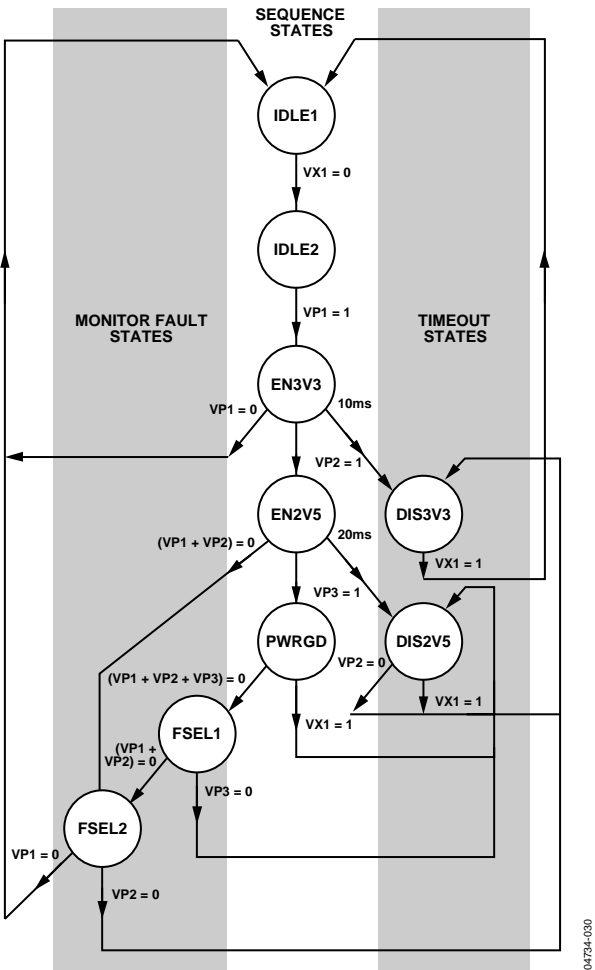 SEQUENCE
STATES
IDLE1
VX1 = 0
IDLE2
MONITOR FAULT
STATES
VP1 = 1
TIMEOUT
STATES
EN3V3
VP1 = 0
10ms
VP2 = 1
EN2V5
DIS3V3
(VP1 + VP2) = 0
20ms
VX1 = 1
VP3 = 1
PWRGD
DIS2V5
VP2 = 0
(VP1 + VP2 + VP3) = 0
VX1 = 1
VX1 = 1
FSEL1
(VP1 +
VP2) = 0
VP3 = 0
FSEL2
VP1 = 0
VP2 = 0
04734-030